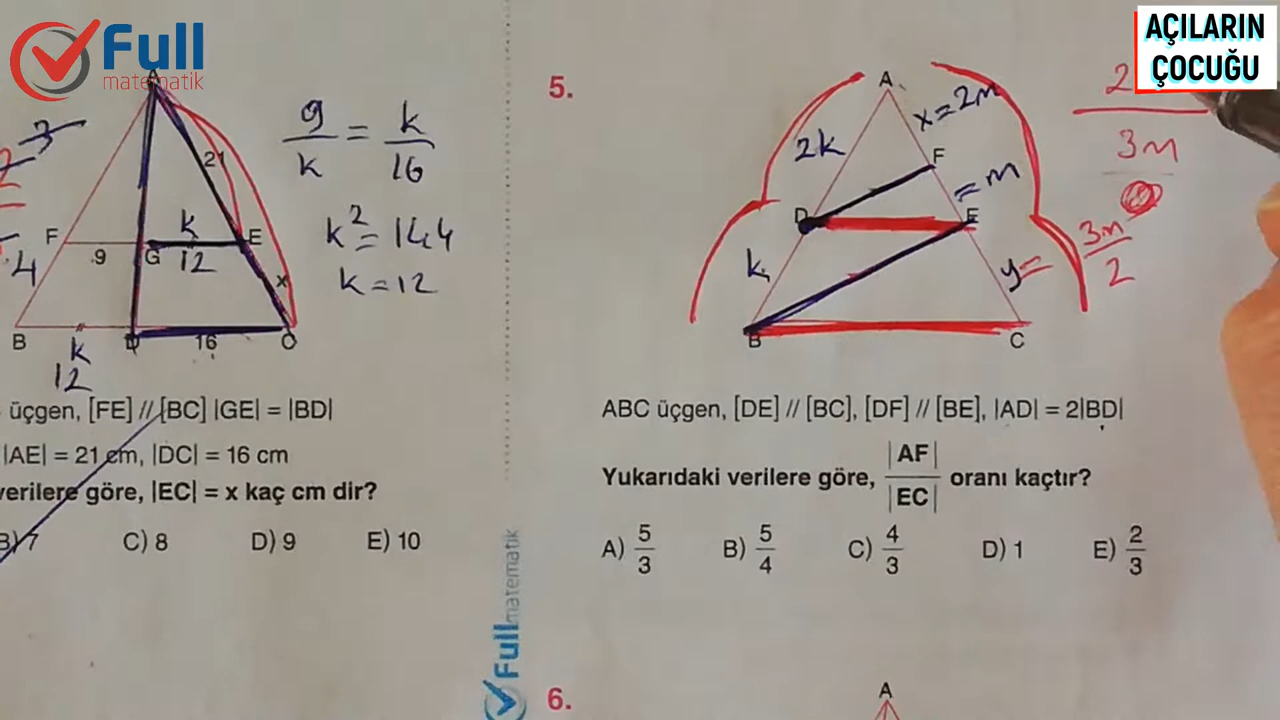 Full
matematik
AÇILARIN
ÇOCUĞU
A
21
F
9
G
k
12
E
x
B
k
12
D
16
C
4
3
9/k = k/16
k² = 144
k = 12
üçgen, [FE] // [BC] |GE| = |BD|
|AE| = 21 cm, |DC| = 16 cm
verilere göre, |EC| = x kaç cm dir?
B) 7 C) 8 D) 9 E) 10
5.
A
2k
x = 2m
F
= m
D
E
k
y = 3m/2
B
C
2
3m
ABC üçgen, [DE] // [BC], [DF] // [BE], |AD| = 2|BD|
Yukarıdaki verilere göre, |AF|/|EC| oranı kaçtır?
A) 5/3 B) 5/4 C) 4/3 D) 1 E) 2/3
Full matematik
6.
A